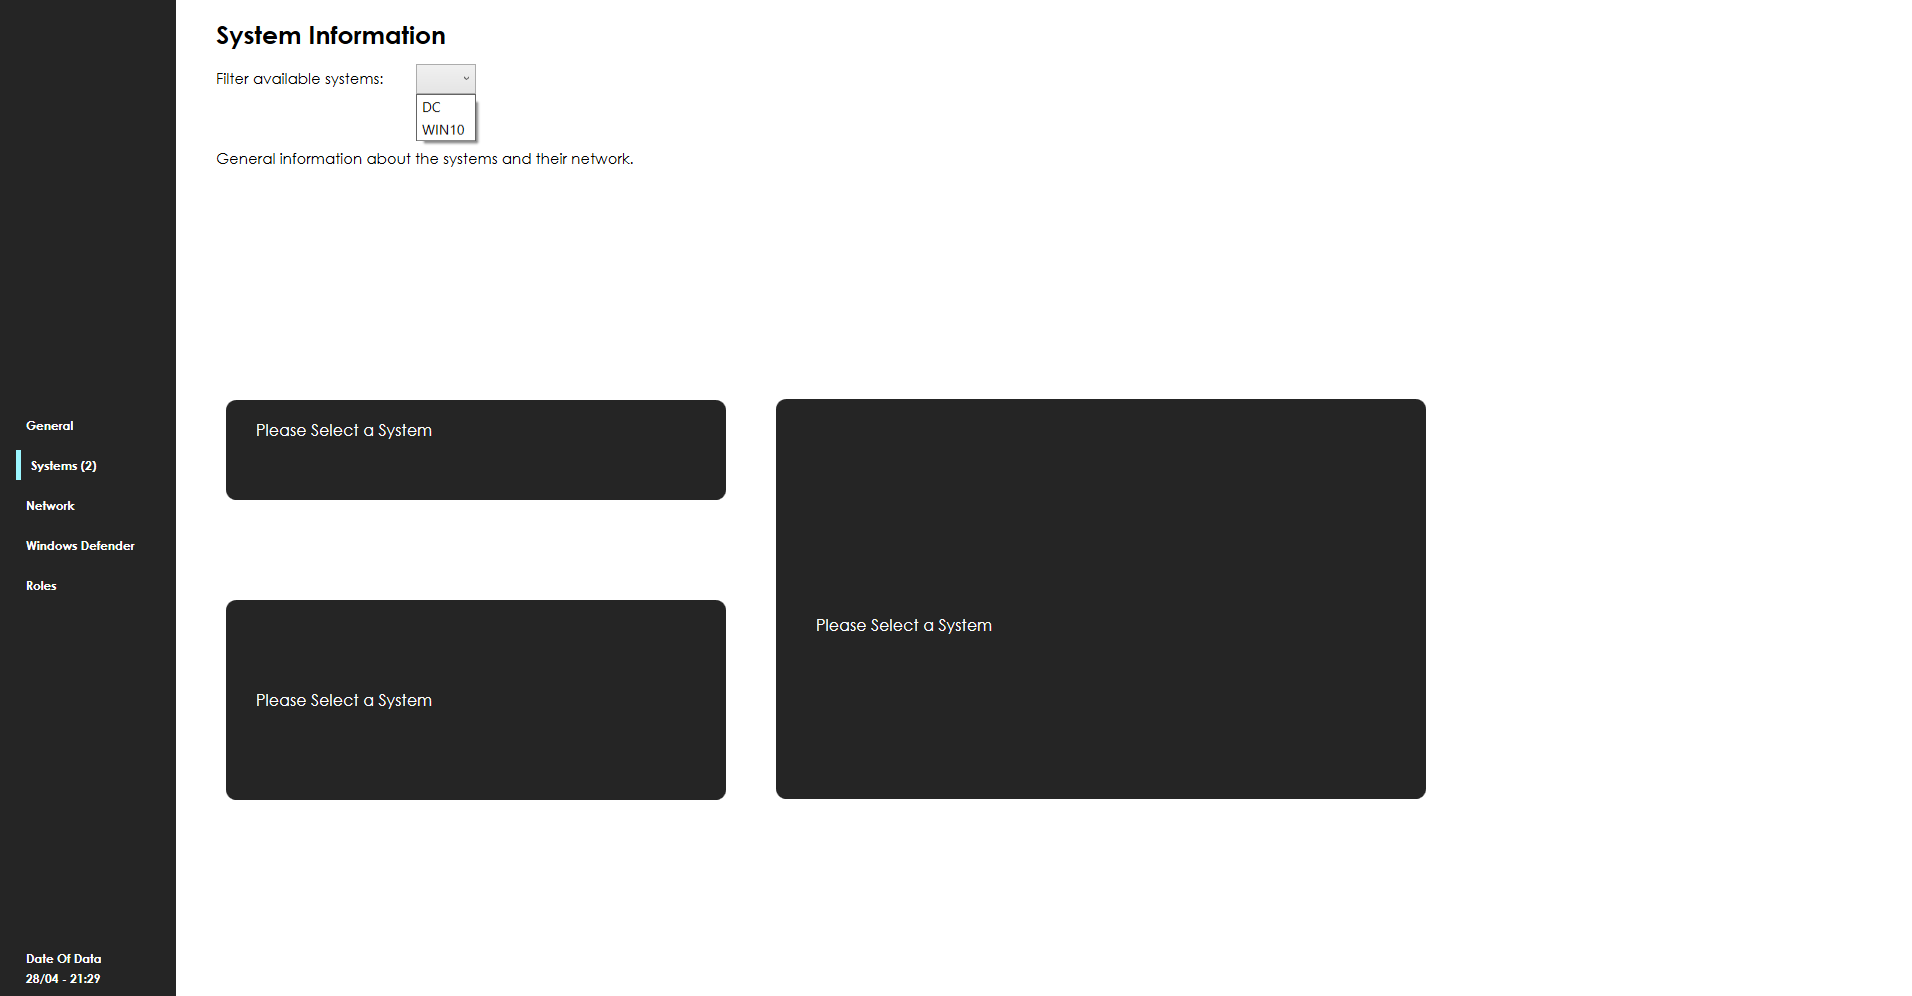 System Information
Filter available systems:
DC
WIN10
General information about the systems and their network.
General
Systems (2)
Network
Windows Defender
Roles
Please Select a System
Please Select a System
Please Select a System
Date Of Data
28/04 - 21:29